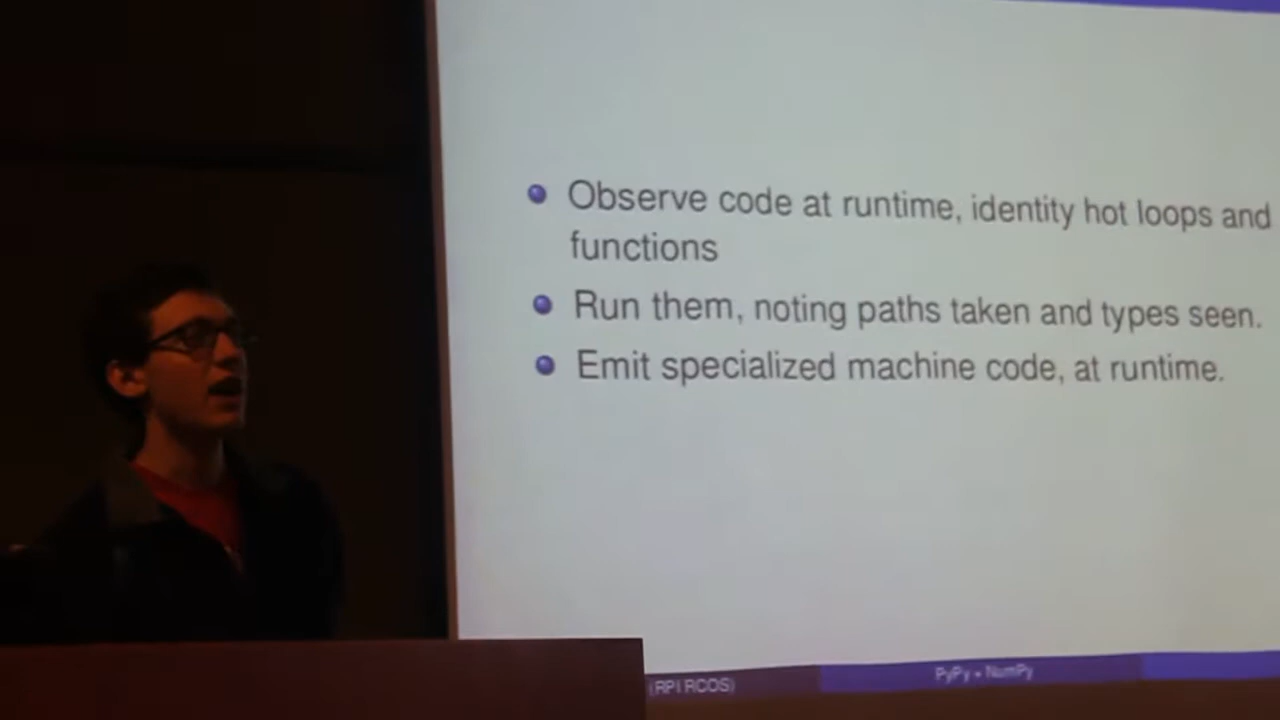 Observe code at runtime, identity hot loops and
functions
Run them, noting paths taken and types seen.
Emit specialized machine code, at runtime.
(RPI RCOS)
PyPy + NumPy